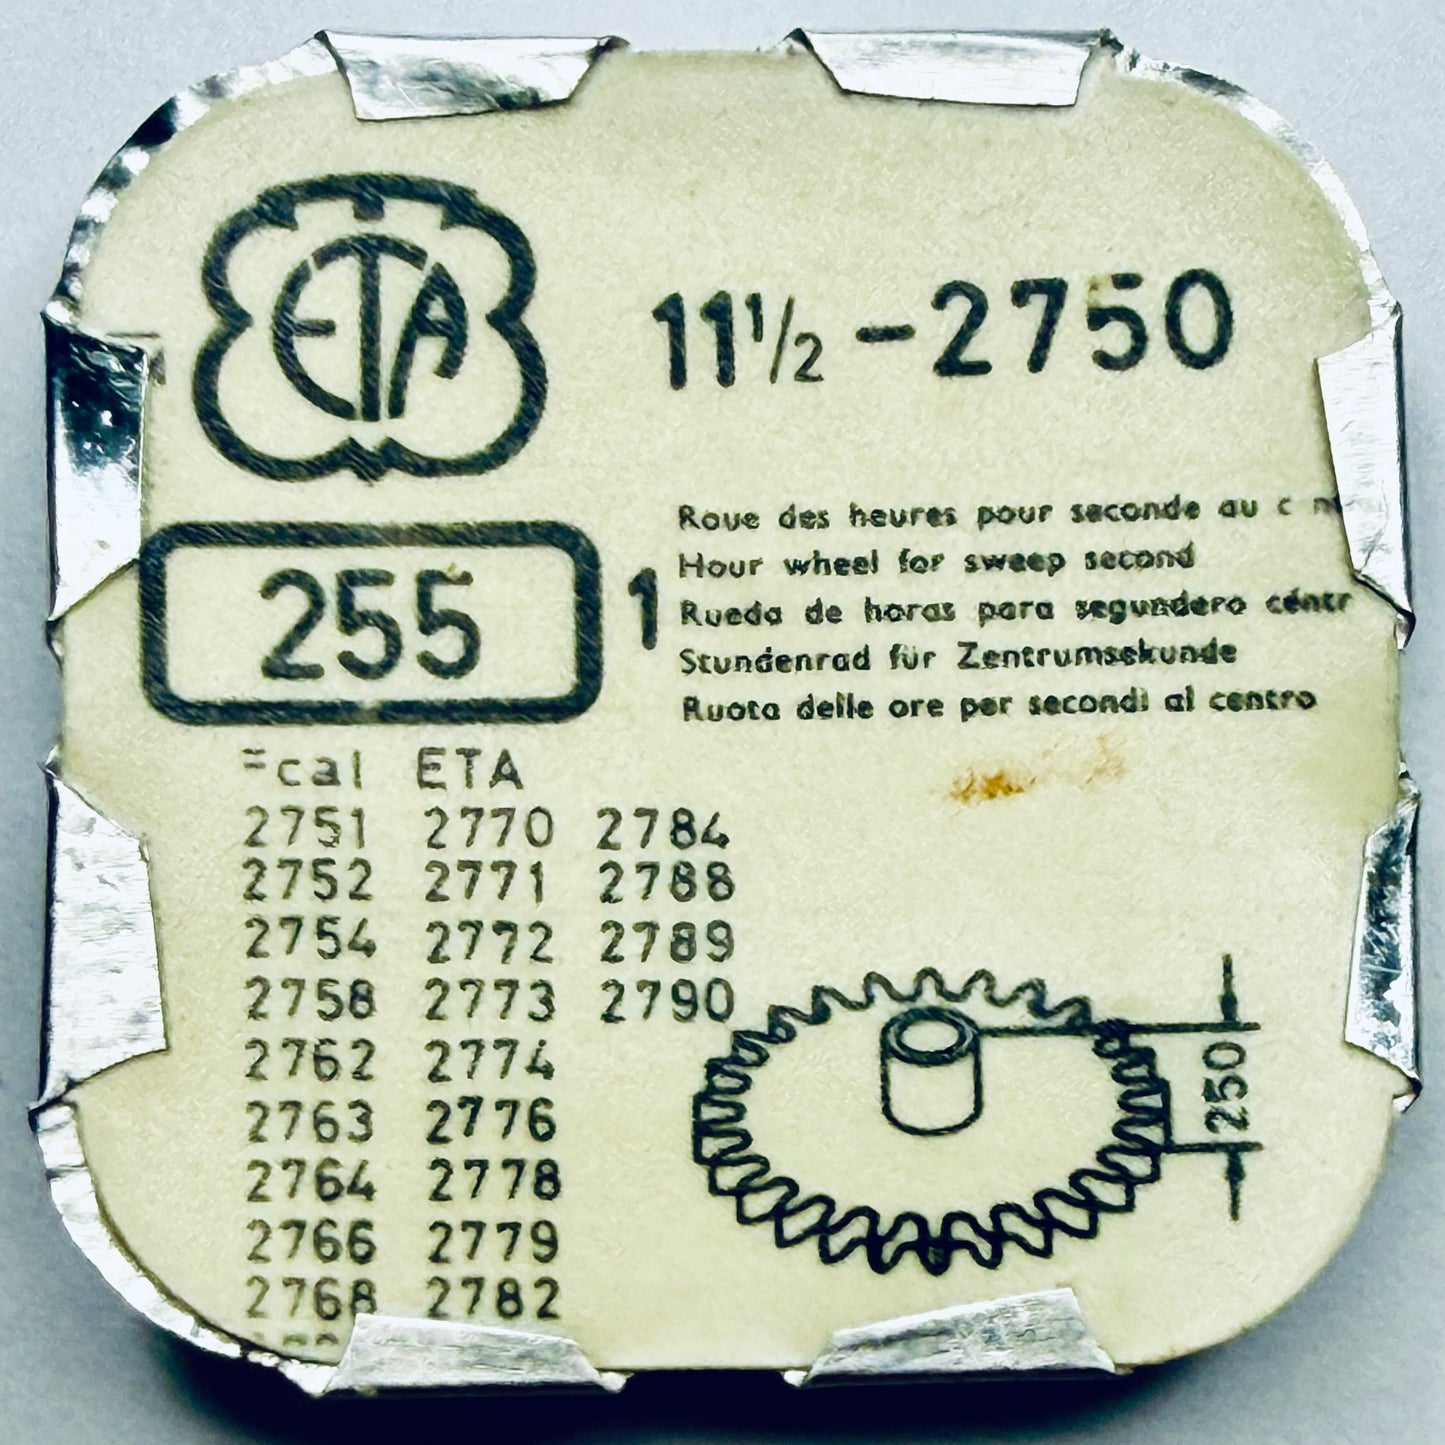 ETA
11 1/2 - 2750
255 1
Roue des heures pour seconde au
Hour wheel for sweep second
Rueda de horas para segundero centr
Stundenrad für Zentrumsekunde
Ruota delle ore per secondi al centro
= cal ETA
2751 2770 2784
2752 2771 2788
2754 2772 2789
2758 2773 2790
2762 2774
2763 2776
2764 2778
2766 2779
2768 2782
250